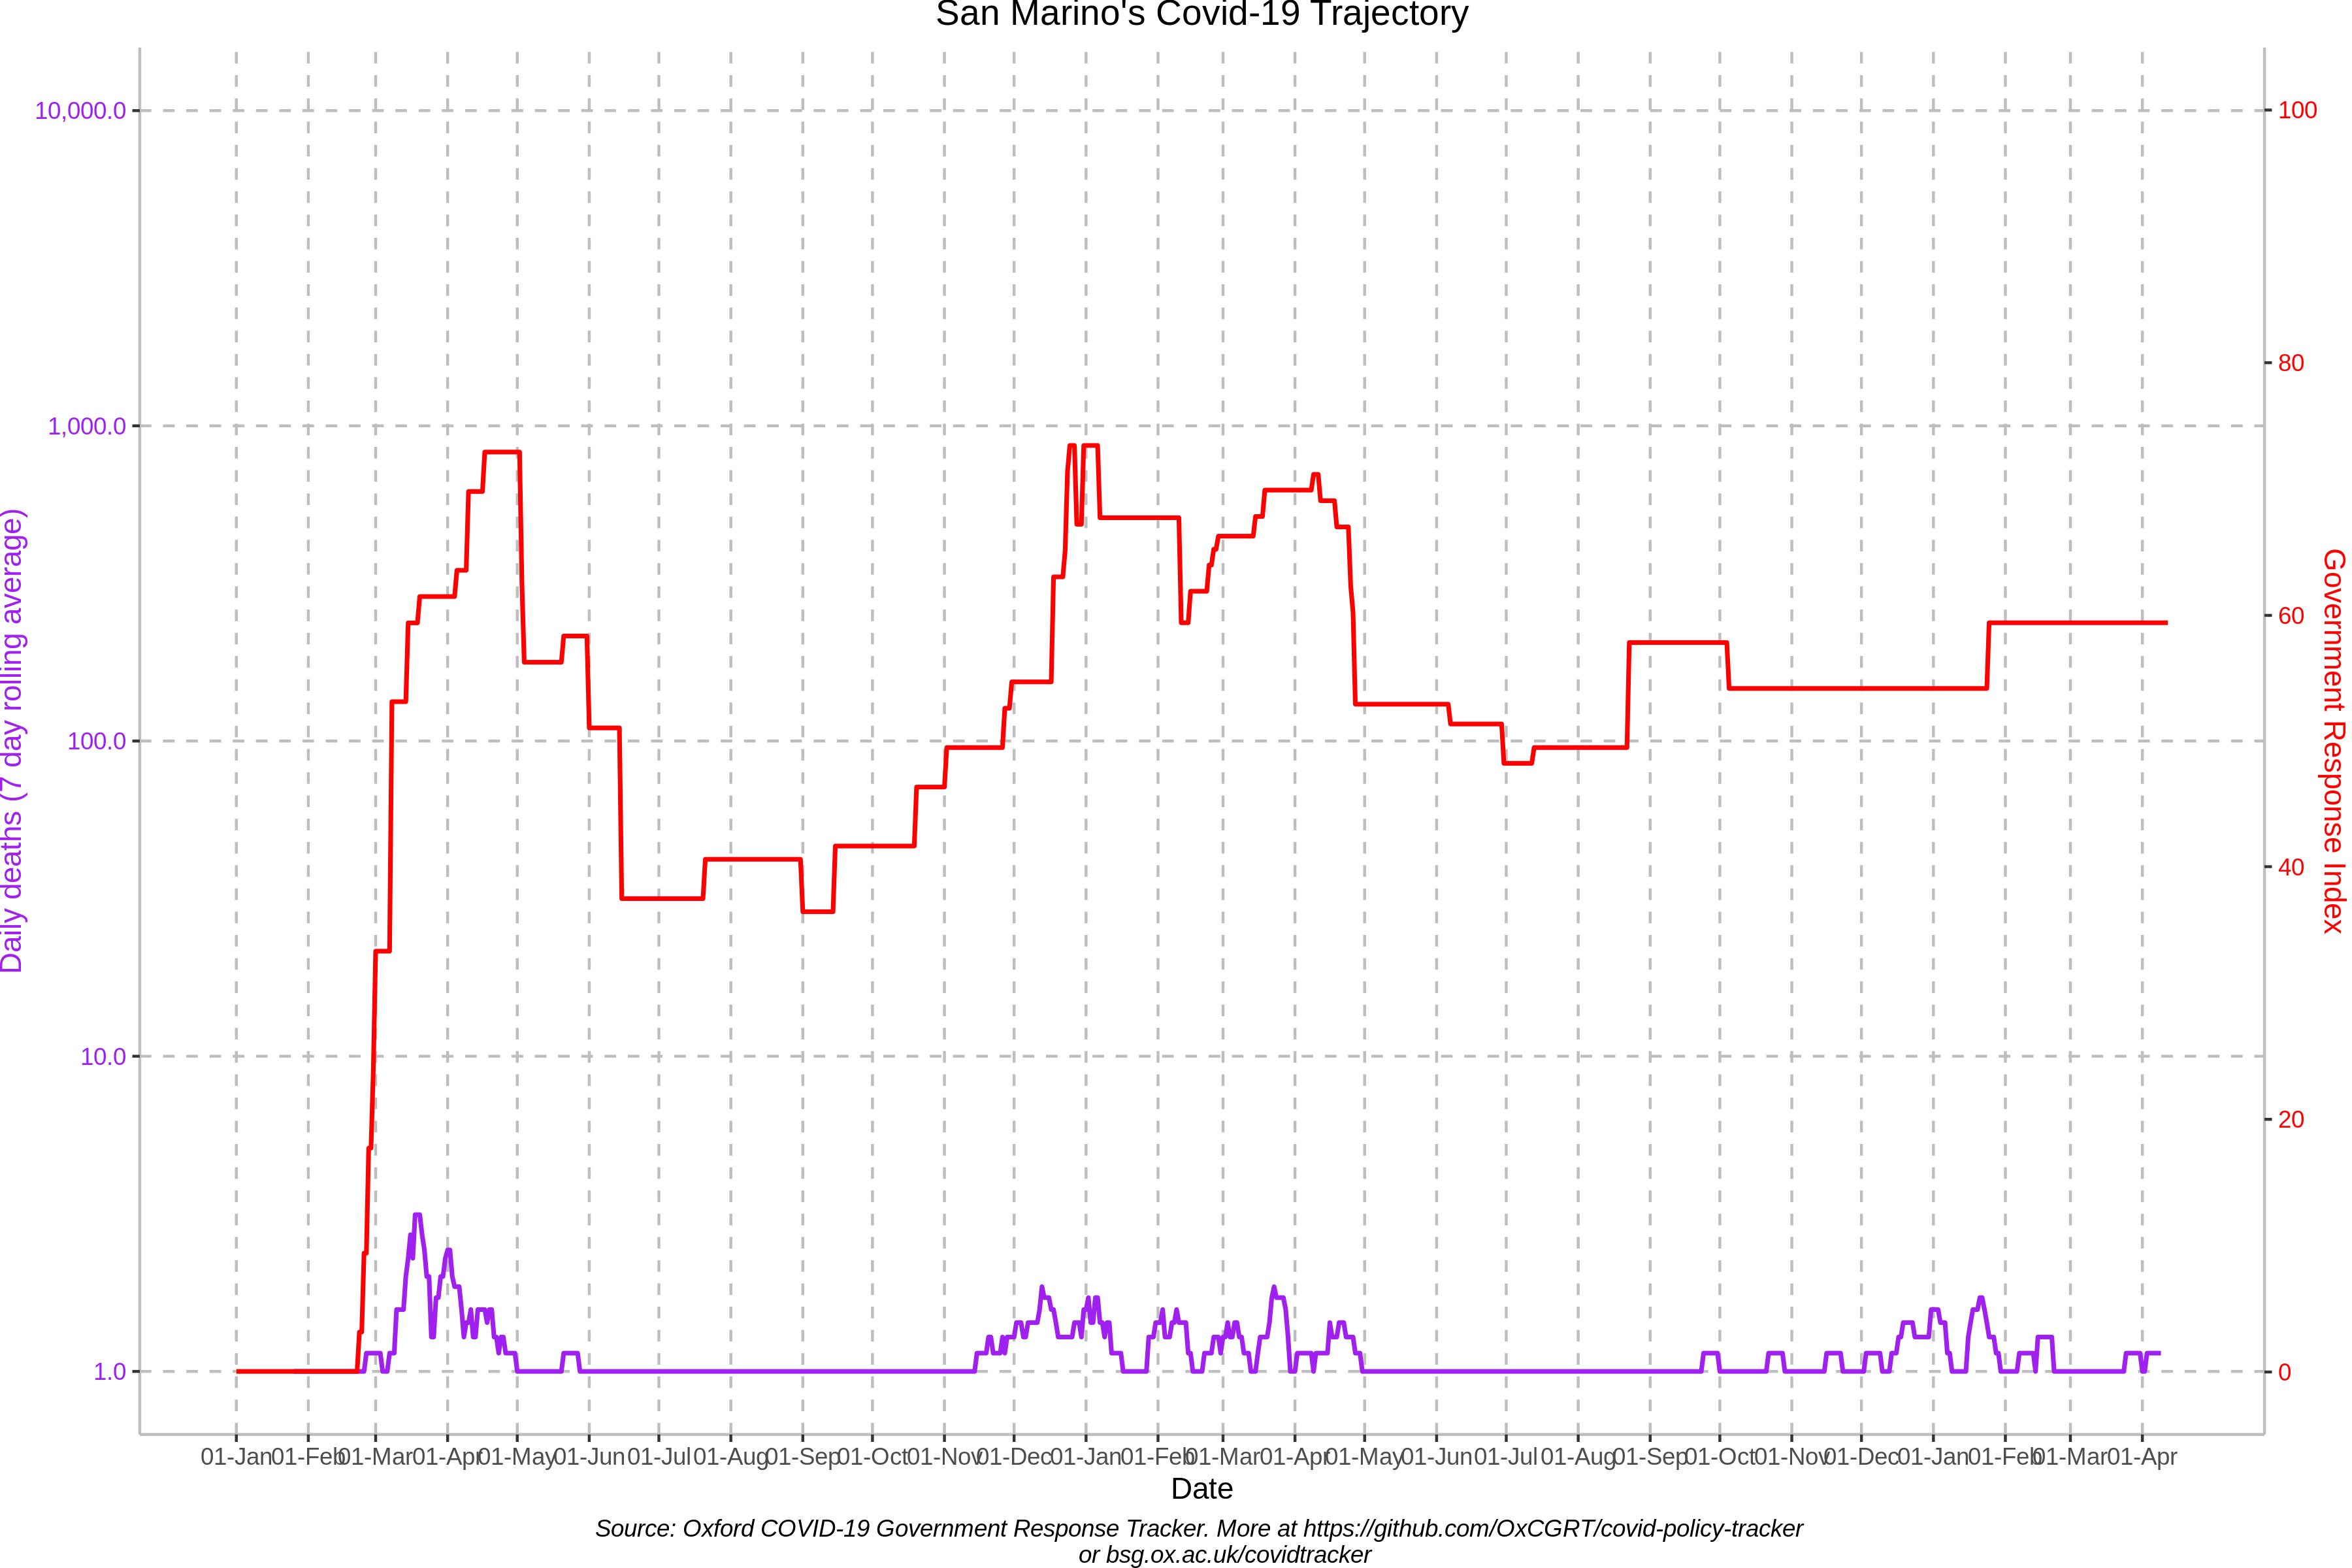 San Marino's Covid-19 Trajectory
10,000.0
1,000.0
100.0
10.0
1.0
Daily deaths (7 day rolling average)
100
80
60
40
20
0
Government Response Index
01-Jan 01-Feb 01-Mar 01-Apr 01-May 01-Jun 01-Jul 01-Aug 01-Sep 01-Oct 01-Nov 01-Dec 01-Jan 01-Feb 01-Mar 01-Apr 01-May 01-Jun 01-Jul 01-Aug 01-Sep 01-Oct 01-Nov 01-Dec 01-Jan 01-Feb 01-Mar 01-Apr
Date
Source: Oxford COVID-19 Government Response Tracker. More at https://github.com/OxCGRT/covid-policy-tracker
or bsg.ox.ac.uk/covidtracker